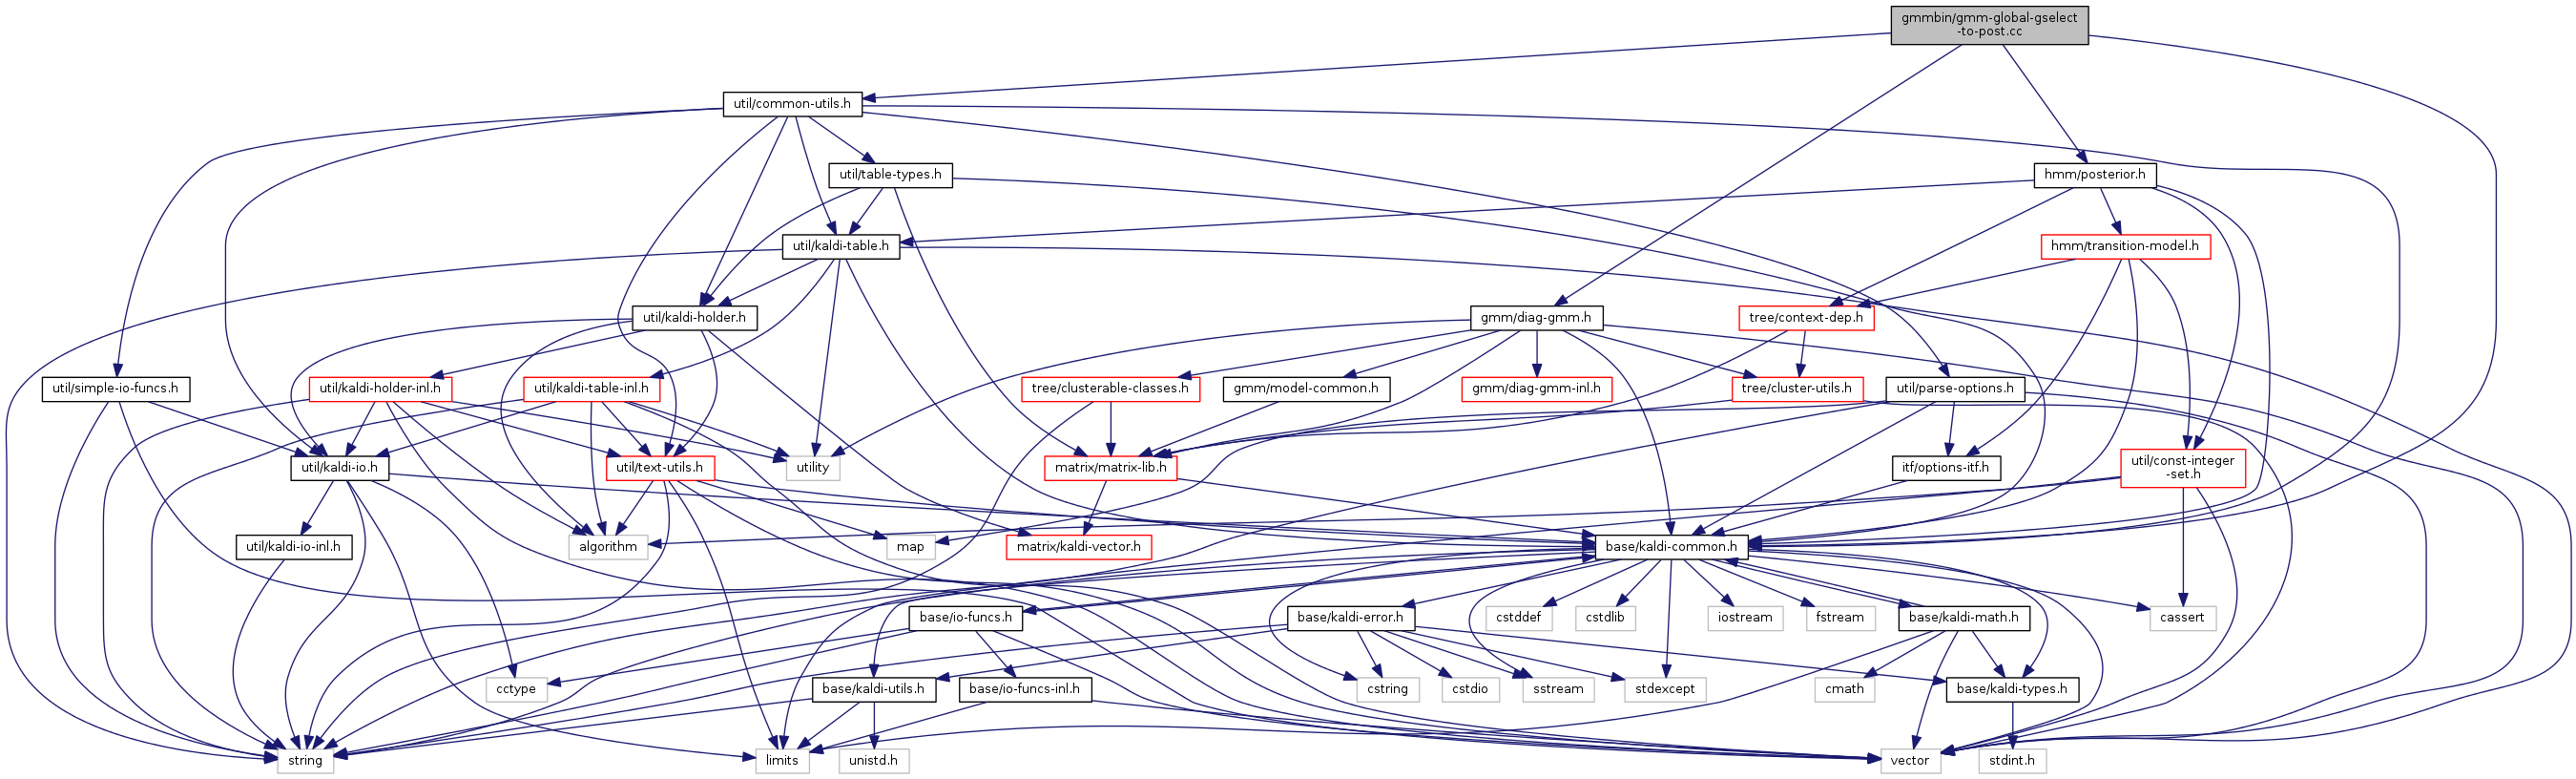 gmmbin/gmm-global-gselect
-to-post.cc
util/common-utils.h
util/table-types.h
hmm/posterior.h
util/kaldi-table.h
hmm/transition-model.h
util/kaldi-holder.h
gmm/diag-gmm.h
tree/context-dep.h
util/simple-io-funcs.h
util/kaldi-holder-inl.h
util/kaldi-table-inl.h
tree/clusterable-classes.h
gmm/model-common.h
gmm/diag-gmm-inl.h
tree/cluster-utils.h
util/parse-options.h
util/kaldi-io.h
util/text-utils.h
utility
matrix/matrix-lib.h
itf/options-itf.h
util/const-integer
-set.h
util/kaldi-io-inl.h
algorithm
map
matrix/kaldi-vector.h
base/kaldi-common.h
base/io-funcs.h
base/kaldi-error.h
cstddef
cstdlib
iostream
fstream
base/kaldi-math.h
cassert
cctype
base/kaldi-utils.h
base/io-funcs-inl.h
cstring
cstdio
sstream
stdexcept
cmath
base/kaldi-types.h
string
limits
unistd.h
vector
stdint.h